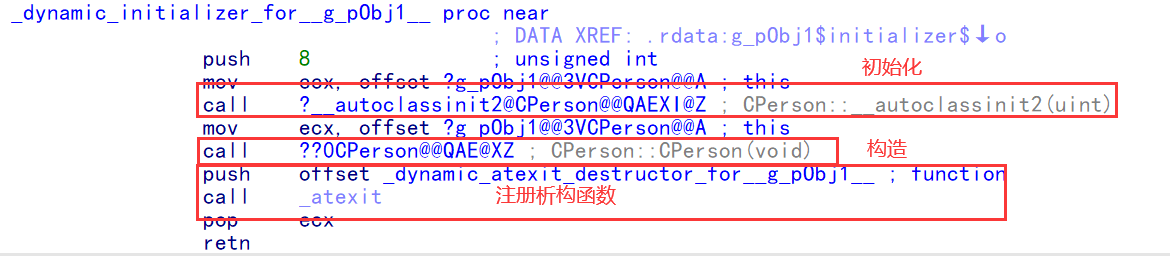 _dynamic_initializer_for__g_pObj1__ proc near
; DATA XREF: .rdata:g_pObj1$initializer$↓o
push 8 ; unsigned int
初始化
mov ecx, offset ?g_pObj1@@3VCPerson@@A ; this
call ?__autoclassinit2@CPerson@@QAEXI@Z ; CPerson::__autoclassinit2(uint)
mov ecx, offset ?g_pObj1@@3VCPerson@@A ; this
call ??0CPerson@@QAE@XZ ; CPerson::CPerson(void) 构造
push offset _dynamic_atexit_destructor_for__g_pObj1__ ; function
call _atexit 注册析构函数
pop ecx
retn